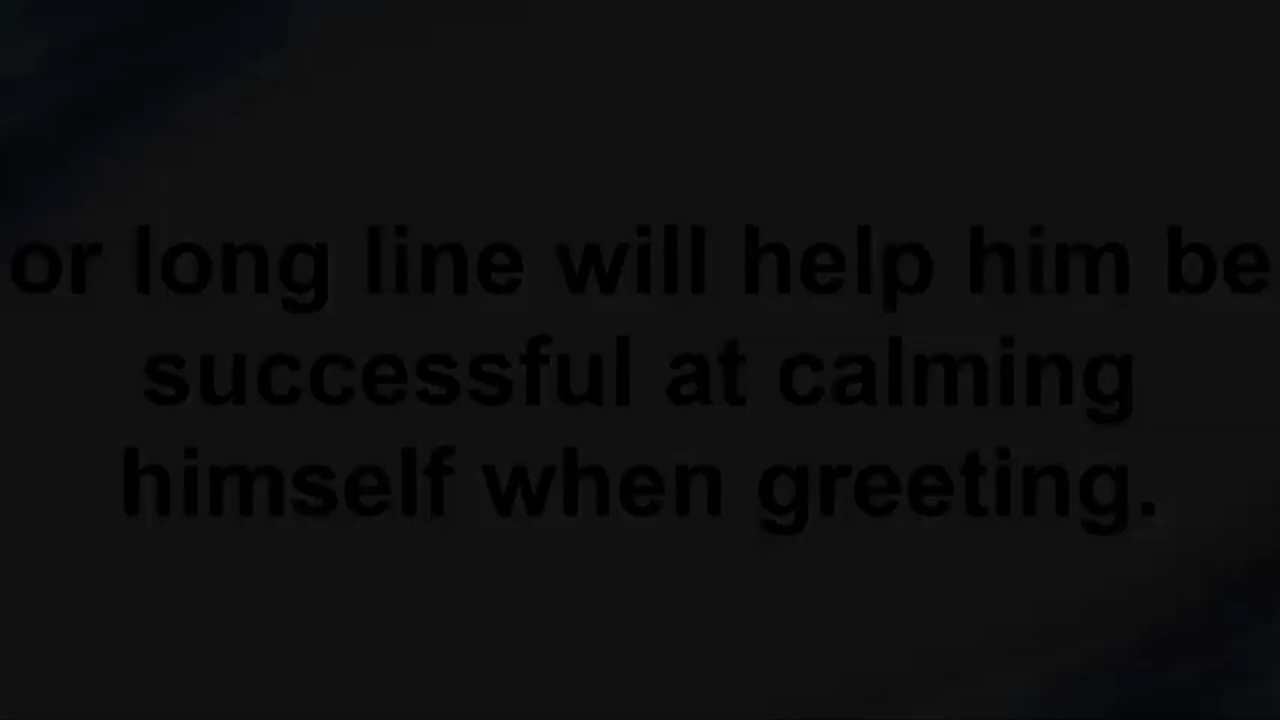 or long line will help him be
successful at calming
himself when greeting.